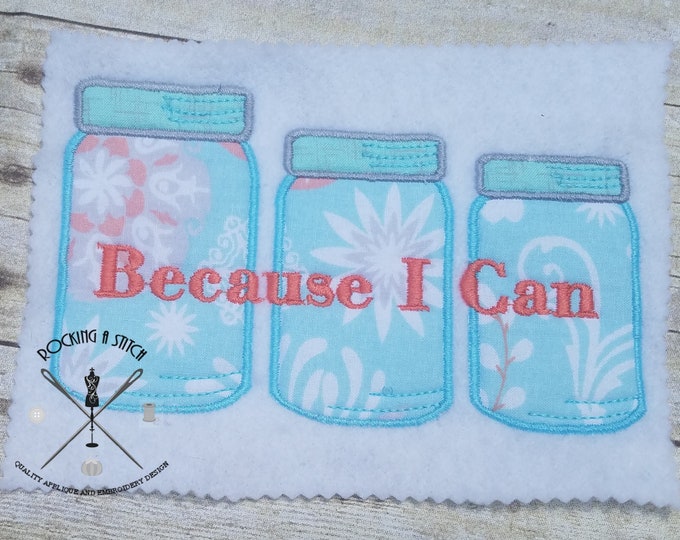 Because I Can
ROCKING A STITCH
QUALITY APPLIQUE AND EMBROIDERY DESIGN